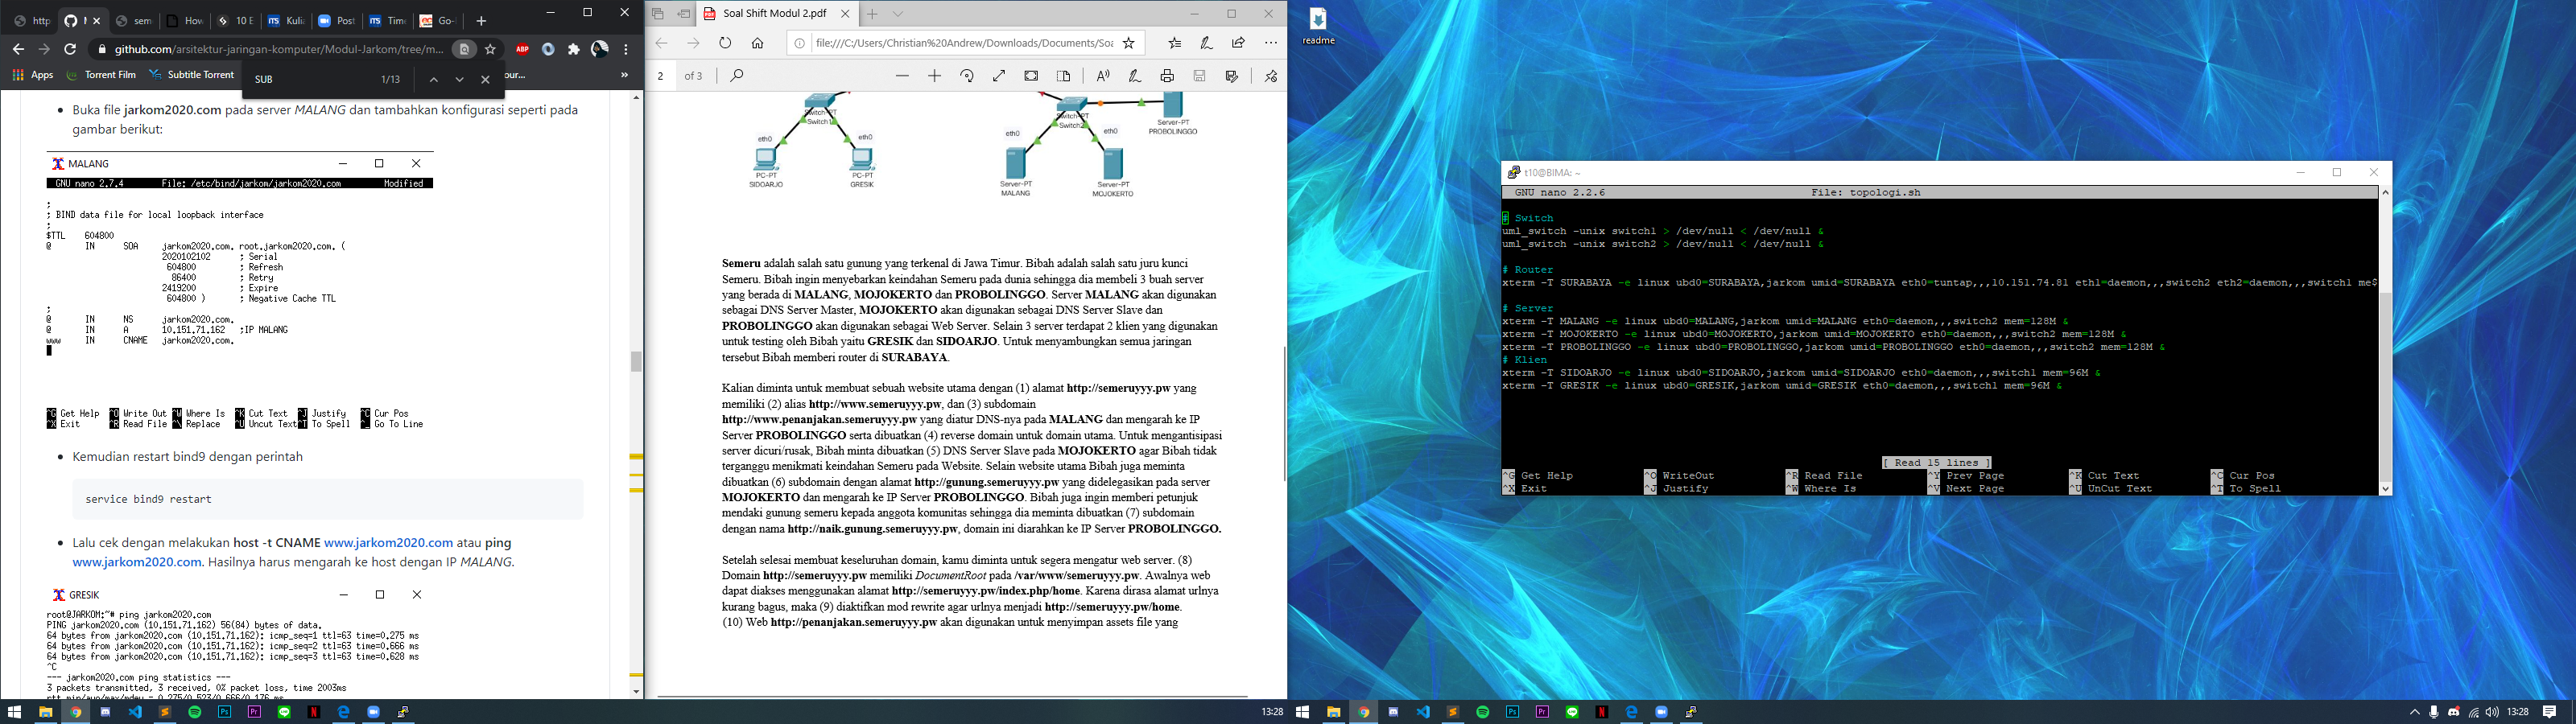 http
M
sem
How
10 E
Kulia
Post
Time
Go-
github.com/arsitektur-jaringan-komputer/Modul-Jarkom/tree/m...
ABP
Apps
Torrent Film
Subtitle Torrent
SUB
1/13
our...
»
Buka file jarkom2020.com pada server MALANG dan tambahkan konfigurasi seperti pada
gambar berikut:
MALANG
GNU nano 2.7.4 File: /etc/bind/jarkom/jarkom2020.com Modified
;
; BIND data file for local loopback interface
;
$TTL 604800
@ IN SOA jarkom2020.com. root.jarkom2020.com. (
2020102102 ; Serial
604800 ; Refresh
86400 ; Retry
2419200 ; Expire
604800 ) ; Negative Cache TTL
;
@ IN NS jarkom2020.com.
@ IN A 10.151.71.162 ;IP MALANG
www IN CNAME jarkom2020.com.
^G Get Help ^O Write Out ^W Where Is ^K Cut Text ^J Justify ^C Cur Pos
^X Exit ^R Read File ^\ Replace ^U Uncut Text ^T To Spell ^_ Go To Line
Kemudian restart bind9 dengan perintah
service bind9 restart
Lalu cek dengan melakukan host -t CNAME www.jarkom2020.com atau ping
www.jarkom2020.com. Hasilnya harus mengarah ke host dengan IP MALANG.
GRESIK
root@JARKOM:~# ping jarkom2020.com
PING jarkom2020.com (10.151.71.162) 56(84) bytes of data.
64 bytes from jarkom2020.com (10.151.71.162): icmp_seq=1 ttl=63 time=0.275 ms
64 bytes from jarkom2020.com (10.151.71.162): icmp_seq=2 ttl=63 time=0.666 ms
64 bytes from jarkom2020.com (10.151.71.162): icmp_seq=3 ttl=63 time=0.628 ms
^C
--- jarkom2020.com ping statistics ---
3 packets transmitted, 3 received, 0% packet loss, time 2003ms
rtt min/avg/max/mdev = 0.275/0.523/0.666/0.176 ms
Soal Shift Modul 2.pdf
file:///C:/Users/Christian%20Andrew/Downloads/Documents/Soa
2 of 3
Switch-PT
Switch1
eth0
eth0
PC-PT
SIDOARJO
PC-PT
GRESIK
Switch-PT
Switch2
eth0
eth0
Server-PT
PROBOLINGGO
Server-PT
MALANG
Server-PT
MOJOKERTO
Semeru adalah salah satu gunung yang terkenal di Jawa Timur. Bibah adalah salah satu juru kunci
Semeru. Bibah ingin menyebarkan keindahan Semeru pada dunia sehingga dia membeli 3 buah server
yang berada di MALANG, MOJOKERTO dan PROBOLINGGO. Server MALANG akan digunakan
sebagai DNS Server Master, MOJOKERTO akan digunakan sebagai DNS Server Slave dan
PROBOLINGGO akan digunakan sebagai Web Server. Selain 3 server terdapat 2 klien yang digunakan
untuk testing oleh Bibah yaitu GRESIK dan SIDOARJO. Untuk menyambungkan semua jaringan
tersebut Bibah memberi router di SURABAYA.
Kalian diminta untuk membuat sebuah website utama dengan (1) alamat http://semeruyyy.pw yang
memiliki (2) alias http://www.semeruyyy.pw, dan (3) subdomain
http://www.penanjakan.semeruyyy.pw yang diatur DNS-nya pada MALANG dan mengarah ke IP
Server PROBOLINGGO serta dibuatkan (4) reverse domain untuk domain utama. Untuk mengantisipasi
server dicuri/rusak, Bibah minta dibuatkan (5) DNS Server Slave pada MOJOKERTO agar Bibah tidak
terganggu menikmati keindahan Semeru pada Website. Selain website utama Bibah juga meminta
dibuatkan (6) subdomain dengan alamat http://gunung.semeruyyy.pw yang didelegasikan pada server
MOJOKERTO dan mengarah ke IP Server PROBOLINGGO. Bibah juga ingin memberi petunjuk
mendaki gunung semeru kepada anggota komunitas sehingga dia meminta dibuatkan (7) subdomain
dengan nama http://naik.gunung.semeruyyy.pw, domain ini diarahkan ke IP Server PROBOLINGGO.
Setelah selesai membuat keseluruhan domain, kamu diminta untuk segera mengatur web server. (8)
Domain http://semeruyyy.pw memiliki DocumentRoot pada /var/www/semeruyyy.pw. Awalnya web
dapat diakses menggunakan alamat http://semeruyyy.pw/index.php/home. Karena dirasa alamat urlnya
kurang bagus, maka (9) diaktifkan mod rewrite agar urlnya menjadi http://semeruyyy.pw/home.
(10) Web http://penanjakan.semeruyyy.pw akan digunakan untuk menyimpan assets file yang
readme
t10@BIMA: ~
GNU nano 2.2.6 File: topologi.sh
# Switch
uml_switch -unix switch1 > /dev/null < /dev/null &
uml_switch -unix switch2 > /dev/null < /dev/null &
# Router
xterm -T SURABAYA -e linux ubd0=SURABAYA,jarkom umid=SURABAYA eth0=tuntap,,,10.151.74.81 eth1=daemon,,,switch2 eth2=daemon,,,switch1 me$
# Server
xterm -T MALANG -e linux ubd0=MALANG,jarkom umid=MALANG eth0=daemon,,,switch2 mem=128M &
xterm -T MOJOKERTO -e linux ubd0=MOJOKERTO,jarkom umid=MOJOKERTO eth0=daemon,,,switch2 mem=128M &
xterm -T PROBOLINGGO -e linux ubd0=PROBOLINGGO,jarkom umid=PROBOLINGGO eth0=daemon,,,switch2 mem=128M &
# Klien
xterm -T SIDOARJO -e linux ubd0=SIDOARJO,jarkom umid=SIDOARJO eth0=daemon,,,switch1 mem=96M &
xterm -T GRESIK -e linux ubd0=GRESIK,jarkom umid=GRESIK eth0=daemon,,,switch1 mem=96M &
[ Read 15 lines ]
^G Get Help ^O WriteOut ^R Read File ^Y Prev Page ^K Cut Text ^C Cur Pos
^X Exit ^J Justify ^W Where Is ^V Next Page ^U UnCut Text ^T To Spell
13:28
13:28